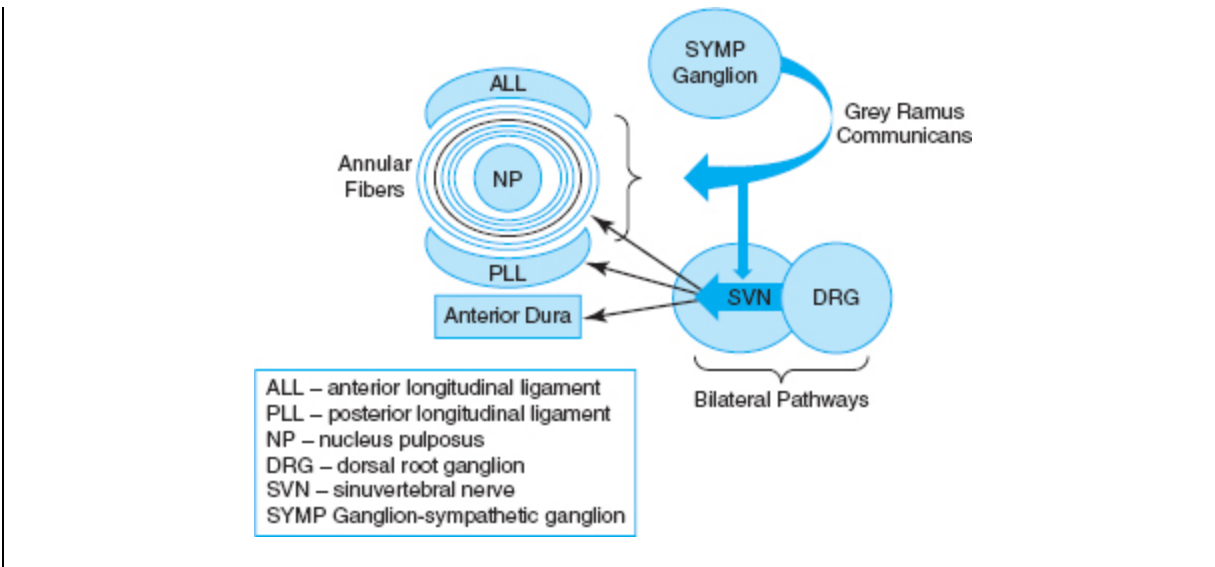 SYMP
Ganglion
ALL
Grey Ramus
Communicans
Annular
Fibers
NP
PLL
SVN
DRG
Anterior Dura
Bilateral Pathways
ALL – anterior longitudinal ligament
PLL – posterior longitudinal ligament
NP – nucleus pulposus
DRG – dorsal root ganglion
SVN – sinuvertebral nerve
SYMP Ganglion-sympathetic ganglion